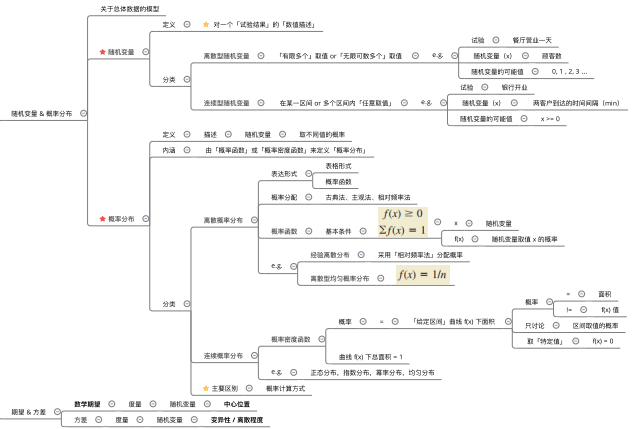 关于总体数据的模型
定义 对一个「试验结果」的「数值描述」
随机变量
试验 餐厅营业一天
离散型随机变量 「有限多个」取值 or「无限可数多个」取值 e.g. 随机变量（x） 顾客数
随机变量的可能值 0, 1 , 2, 3 ...
分类
试验 银行开业
连续型随机变量 在某一区间 or 多个区间内「任意取值」 e.g. 随机变量（x） 两客户到达的时间间隔（min）
随机变量的可能值 x >= 0
随机变量 & 概率分布
定义 描述 随机变量 取不同值的概率
内涵 由「概率函数」或「概率密度函数」来定义「概率分布」
表格形式
表达形式
概率函数
概率分配 古典法、主观法、相对频率法
概率分布
离散概率分布
f(x) ≥ 0
x 随机变量
概率函数 基本条件
Σf(x) = 1
f(x) 随机变量取值 x 的概率
经验离散分布 采用「相对频率法」分配概率
e.g.
离散型均匀概率分布 f(x) = 1/n
分类
= 面积
概率
!= f(x) 值
概率 = 「给定区间」曲线 f(x) 下面积 只讨论 区间取值的概率
概率密度函数
取「特定值」 f(x) = 0
连续概率分布
曲线 f(x) 下总面积 = 1
e.g. 正态分布，指数分布，幂率分布，均匀分布
主要区别 概率计算方式
数学期望 度量 随机变量 中心位置
期望 & 方差
方差 度量 随机变量 变异性 / 离散程度